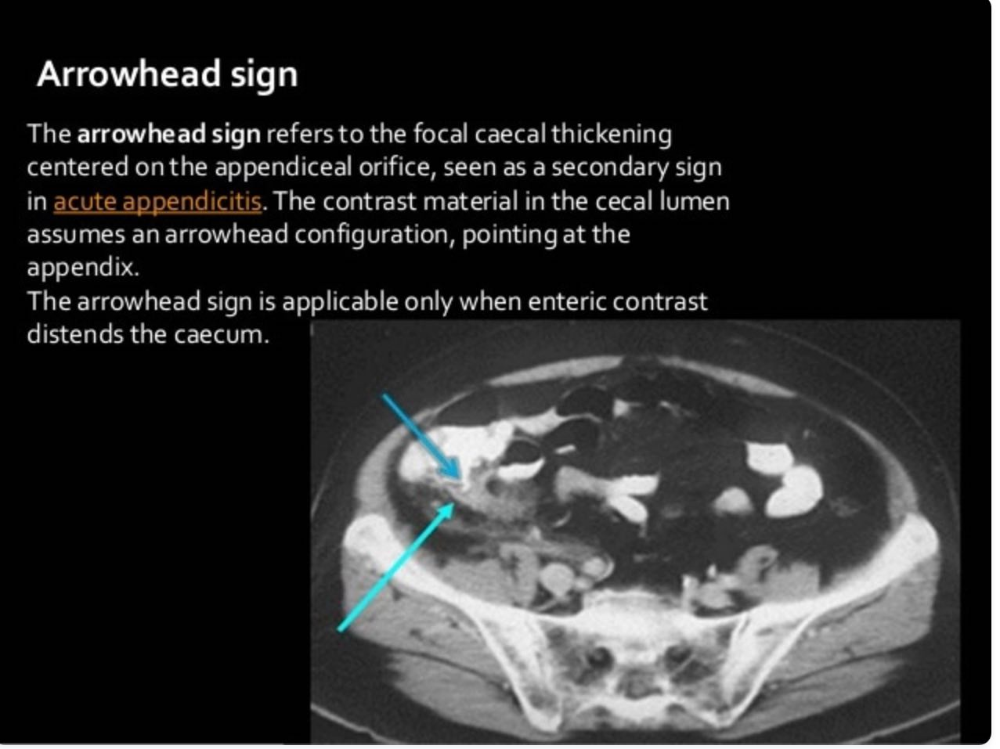 Arrowhead sign
The arrowhead sign refers to the focal caecal thickening
centered on the appendiceal orifice, seen as a secondary sign
in acute appendicitis. The contrast material in the cecal lumen
assumes an arrowhead configuration, pointing at the
appendix.
The arrowhead sign is applicable only when enteric contrast
distends the caecum.